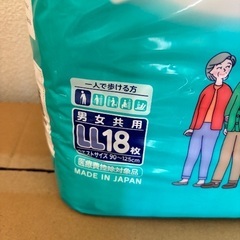 一人で歩ける方
男女共用
LL18枚
ウエストサイズ 90〜125cm
医療費控除対象品
MADE IN JAPAN